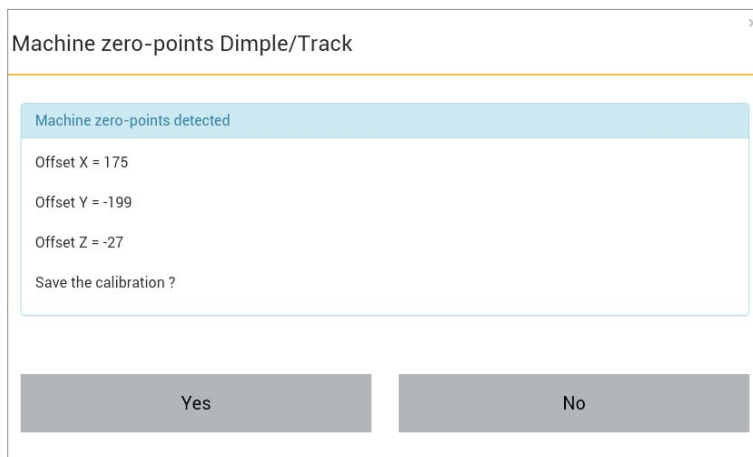 Machine zero-points Dimple/Track
Machine zero-points detected
Offset X = 175
Offset Y = -199
Offset Z = -27
Save the calibration ?
Yes
No